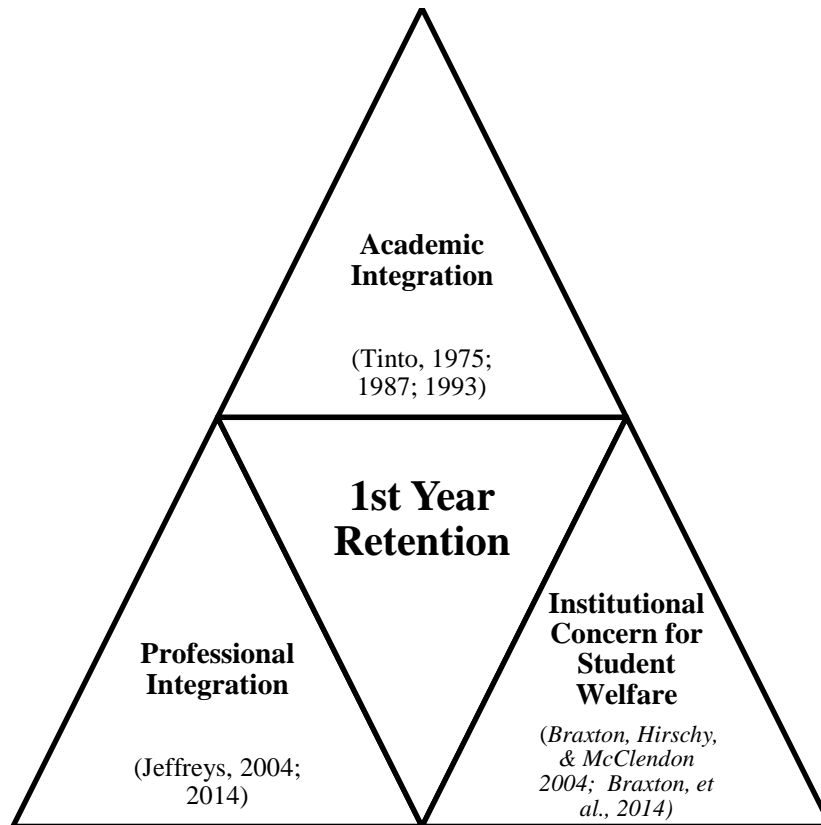 Academic
Integration
(Tinto, 1975;
1987; 1993)
1st Year
Retention
Professional
Integration
(Jeffreys, 2004;
2014)
Institutional
Concern for
Student
Welfare
(Braxton, Hirschy,
& McClendon
2004;  Braxton, et
al., 2014)